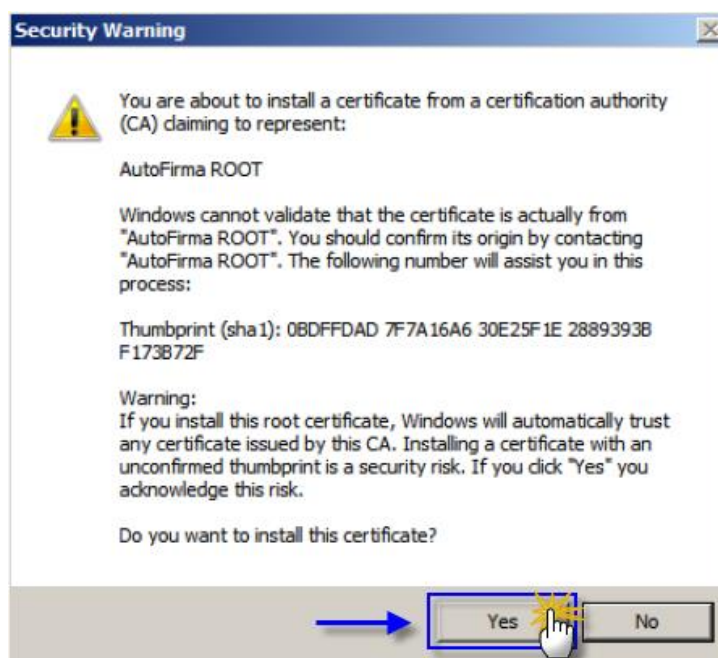 Security Warning
You are about to install a certificate from a certification authority
(CA) claiming to represent:
AutoFirma ROOT
Windows cannot validate that the certificate is actually from
"AutoFirma ROOT". You should confirm its origin by contacting
"AutoFirma ROOT". The following number will assist you in this
process:
Thumbprint (sha1): 0BDFFDAD 7F7A16A6 30E25F1E 2889393B
F173B72F
Warning:
If you install this root certificate, Windows will automatically trust
any certificate issued by this CA. Installing a certificate with an
unconfirmed thumbprint is a security risk. If you click "Yes" you
acknowledge this risk.
Do you want to install this certificate?
Yes No